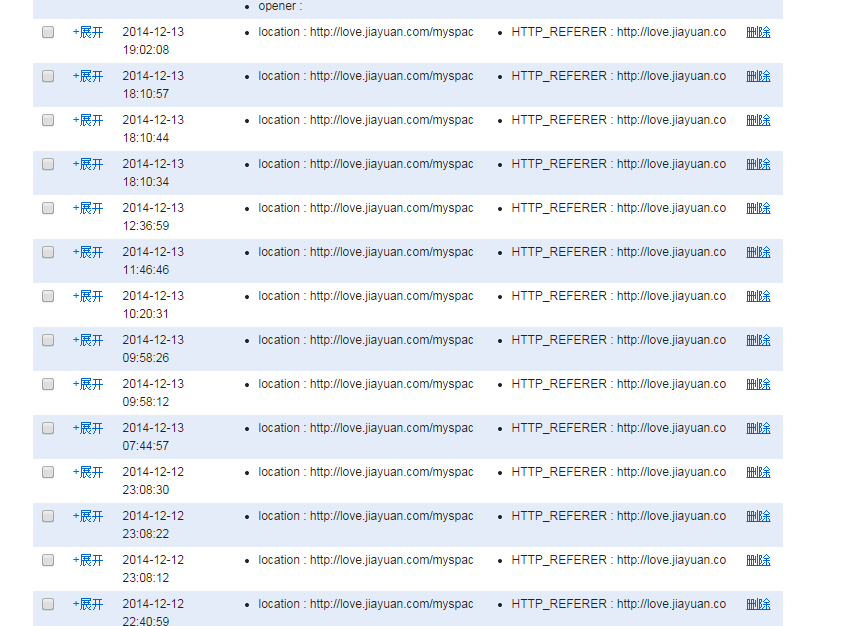 • opener :
+展开 2014-12-13 • location : http://love.jiayuan.com/myspac • HTTP_REFERER : http://love.jiayuan.co 删除
19:02:08
+展开 2014-12-13 • location : http://love.jiayuan.com/myspac • HTTP_REFERER : http://love.jiayuan.co 删除
18:10:57
+展开 2014-12-13 • location : http://love.jiayuan.com/myspac • HTTP_REFERER : http://love.jiayuan.co 删除
18:10:44
+展开 2014-12-13 • location : http://love.jiayuan.com/myspac • HTTP_REFERER : http://love.jiayuan.co 删除
18:10:34
+展开 2014-12-13 • location : http://love.jiayuan.com/myspac • HTTP_REFERER : http://love.jiayuan.co 删除
12:36:59
+展开 2014-12-13 • location : http://love.jiayuan.com/myspac • HTTP_REFERER : http://love.jiayuan.co 删除
11:46:46
+展开 2014-12-13 • location : http://love.jiayuan.com/myspac • HTTP_REFERER : http://love.jiayuan.co 删除
10:20:31
+展开 2014-12-13 • location : http://love.jiayuan.com/myspac • HTTP_REFERER : http://love.jiayuan.co 删除
09:58:26
+展开 2014-12-13 • location : http://love.jiayuan.com/myspac • HTTP_REFERER : http://love.jiayuan.co 删除
09:58:12
+展开 2014-12-13 • location : http://love.jiayuan.com/myspac • HTTP_REFERER : http://love.jiayuan.co 删除
07:44:57
+展开 2014-12-12 • location : http://love.jiayuan.com/myspac • HTTP_REFERER : http://love.jiayuan.co 删除
23:08:30
+展开 2014-12-12 • location : http://love.jiayuan.com/myspac • HTTP_REFERER : http://love.jiayuan.co 删除
23:08:22
+展开 2014-12-12 • location : http://love.jiayuan.com/myspac • HTTP_REFERER : http://love.jiayuan.co 删除
23:08:12
+展开 2014-12-12 • location : http://love.jiayuan.com/myspac • HTTP_REFERER : http://love.jiayuan.co 删除
22:40:59